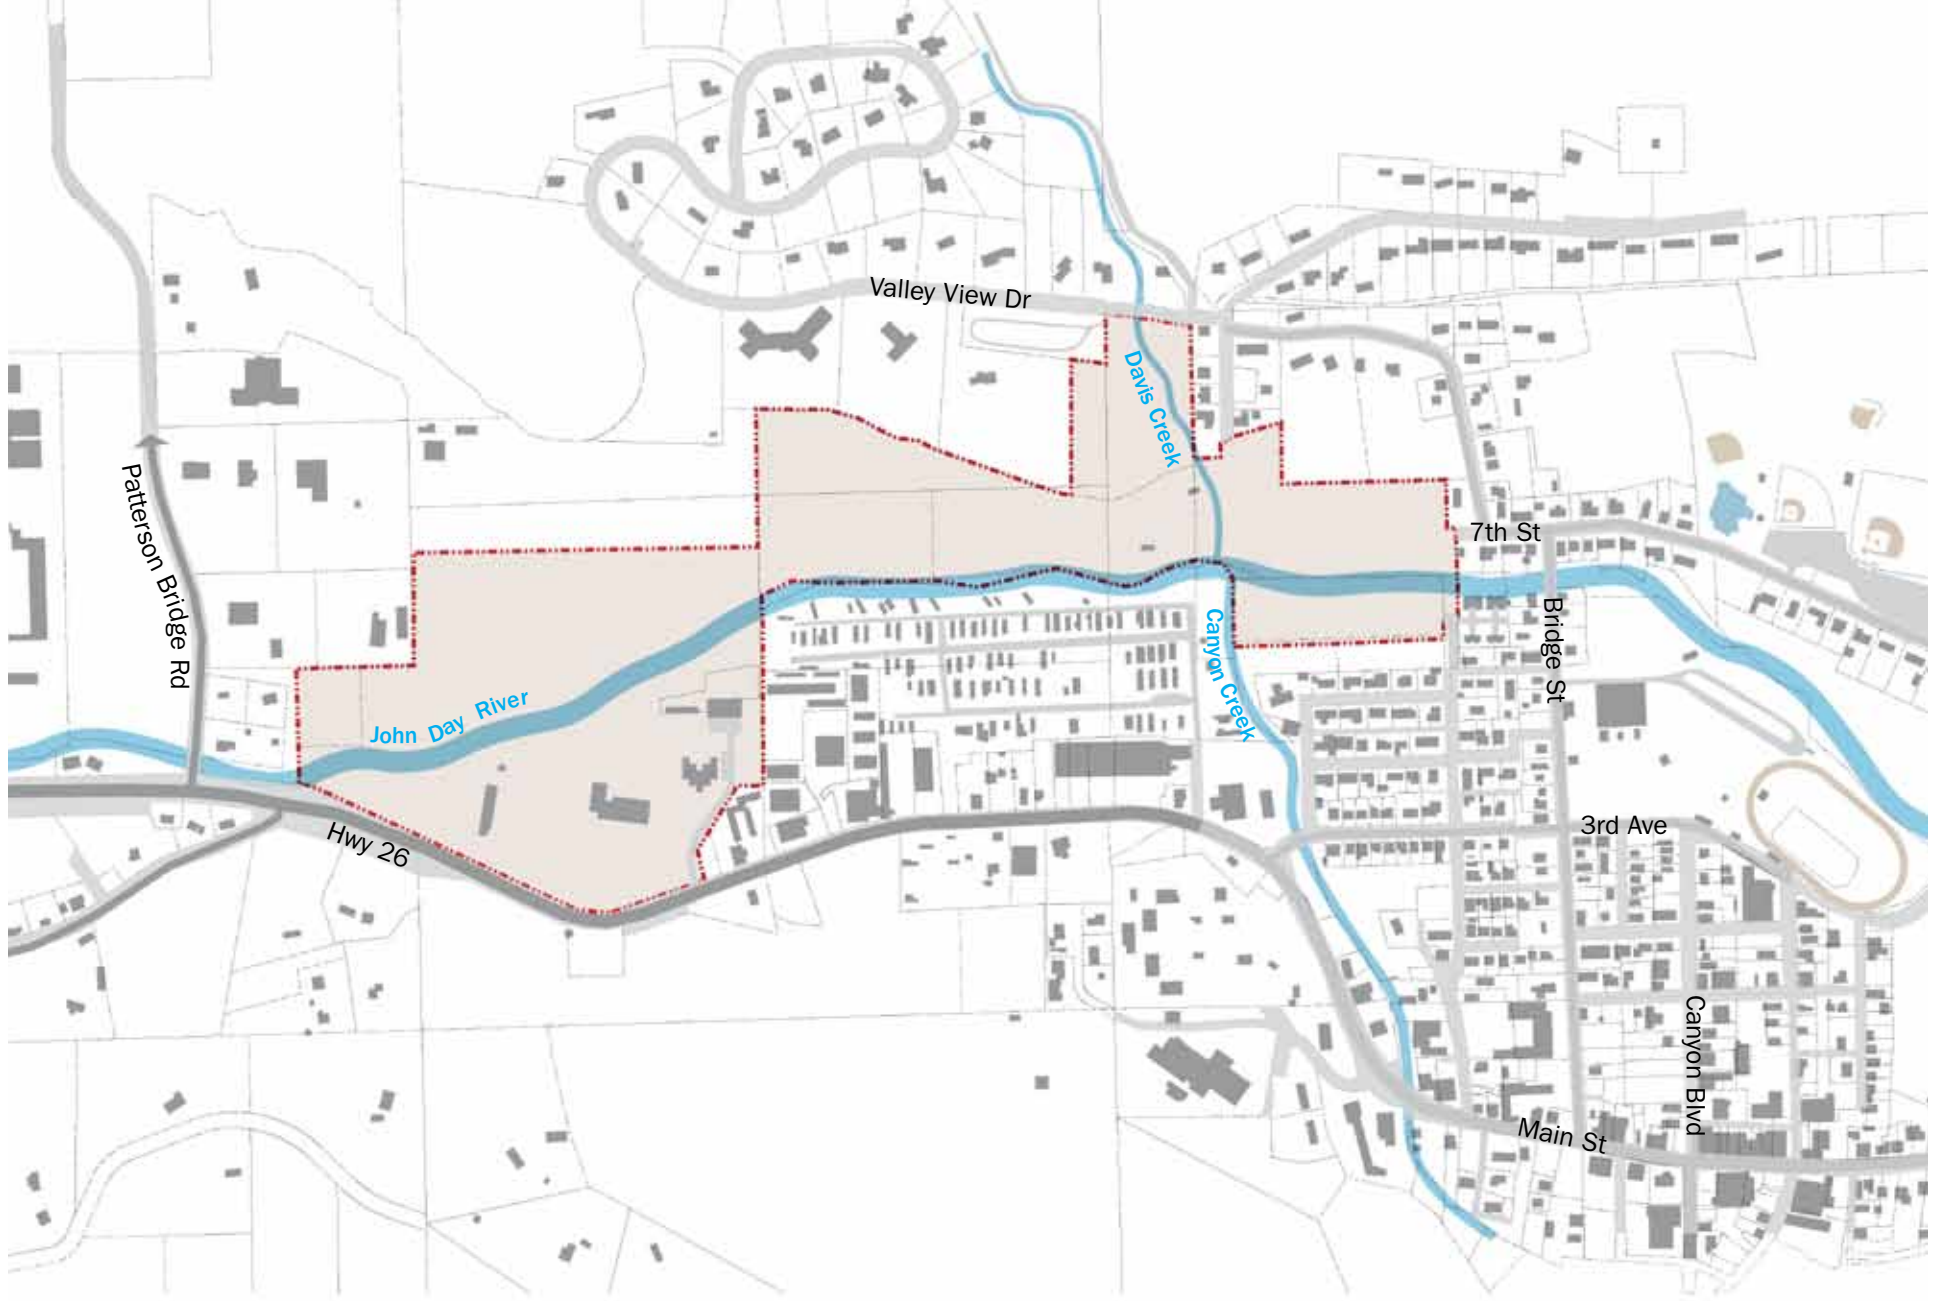 Valley View Dr
Davis Creek
Patterson Bridge Rd
7th St
Bridge St
Canyon Creek
John Day River
Hwy 26
3rd Ave
Canyon Blvd
Main St